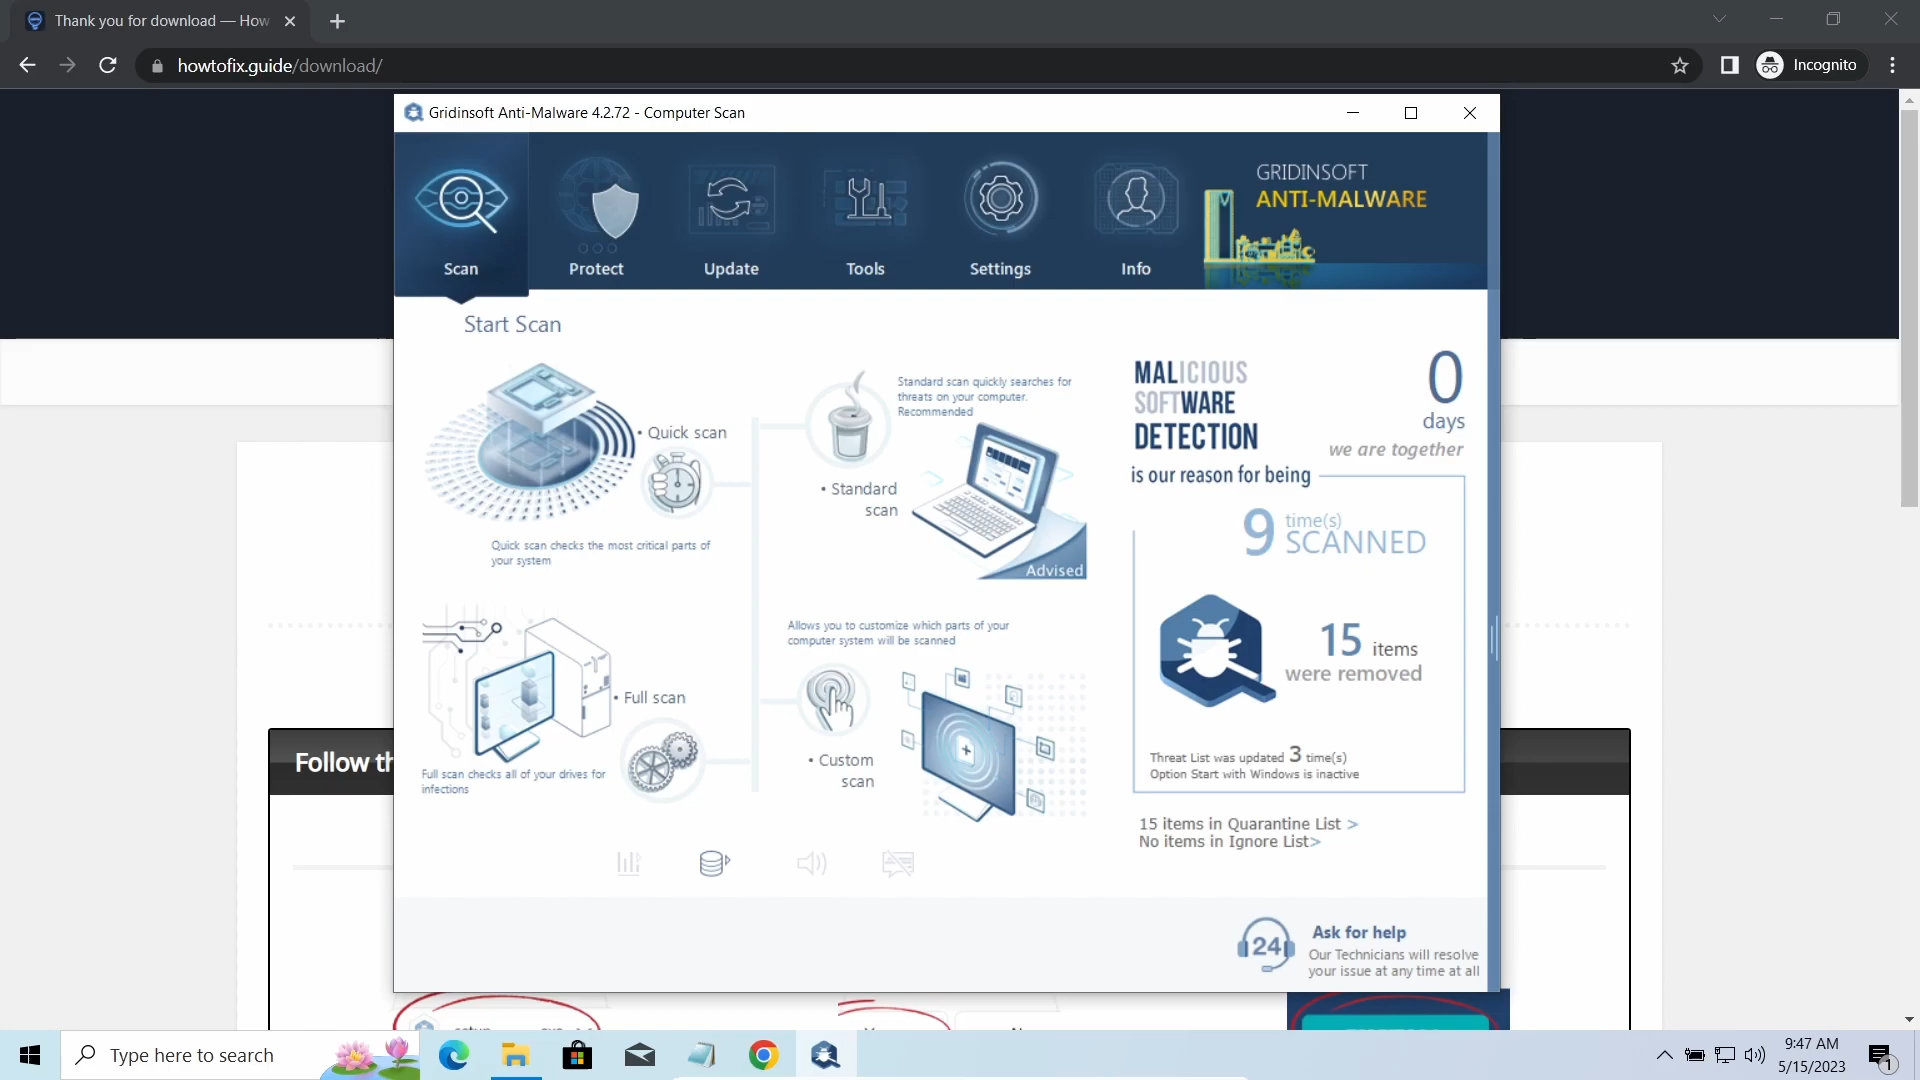 Thank you for download — How
howtofix.guide/download/
Incognito
Gridinsoft Anti-Malware 4.2.72 - Computer Scan
Scan
Protect
Update
Tools
Settings
Info
GRIDINSOFT
ANTI-MALWARE
Start Scan
• Quick scan
Quick scan checks the most critical parts of
your system
Standard scan quickly searches for
threats on your computer.
Recommended
• Standard
scan
Advised
• Full scan
Full scan checks all of your drives for
infections
Allows you to customize which parts of your
computer system will be scanned
• Custom
scan
MALICIOUS
SOFTWARE
DETECTION
is our reason for being
0
days
we are together
9 time(s)
SCANNED
15 items
were removed
Threat List was updated 3 time(s)
Option Start with Windows is inactive
15 items in Quarantine List >
No items in Ignore List>
24
Ask for help
Our Technicians will resolve
your issue at any time at all
Follow th
Type here to search
9:47 AM
5/15/2023
1